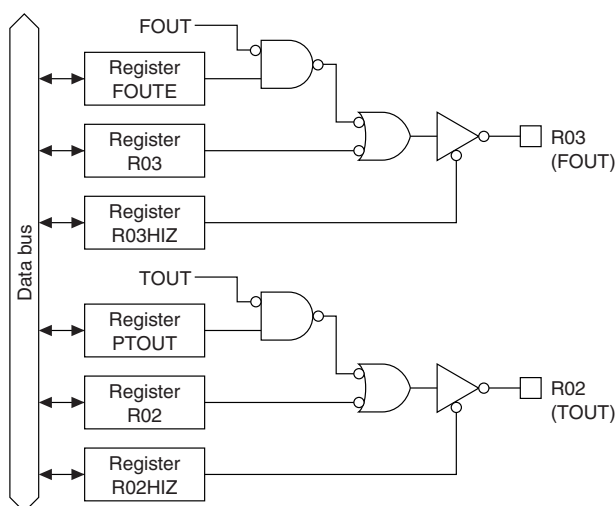 FOUT
Register
FOUTE
Register
R03
Register
R03HIZ
R03
(FOUT)
Data bus
TOUT
Register
PTOUT
Register
R02
Register
R02HIZ
R02
(TOUT)